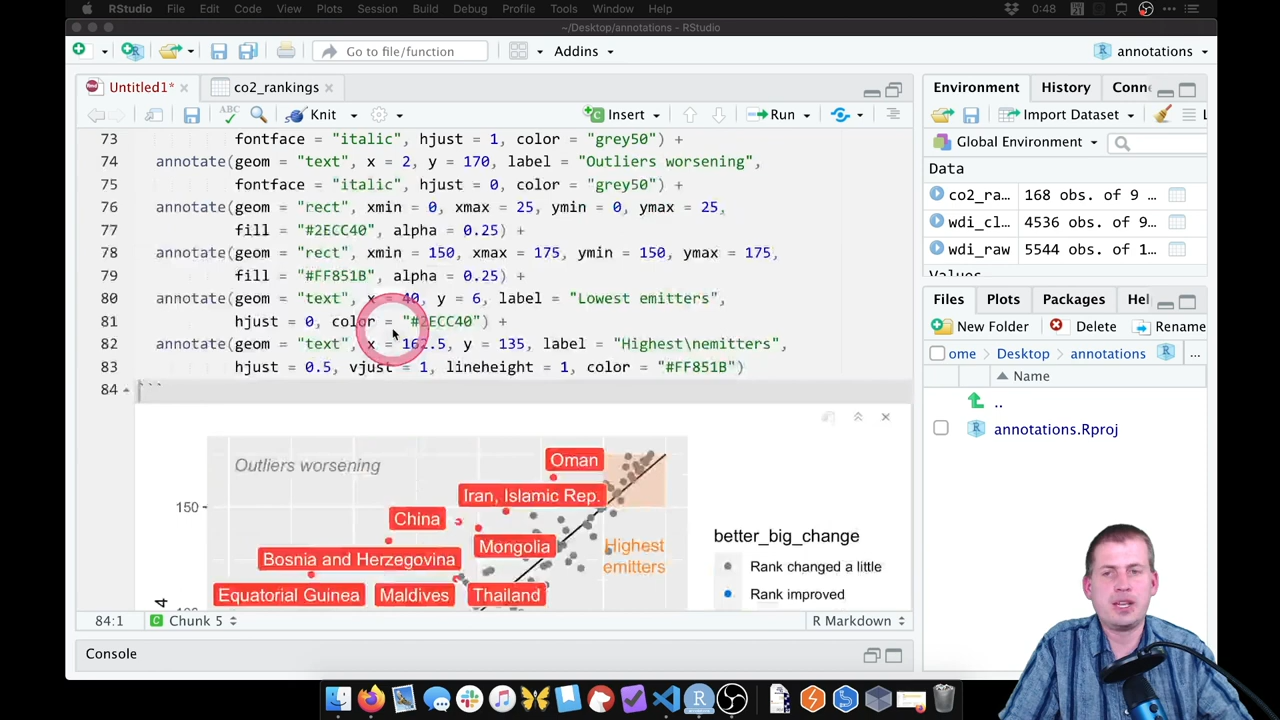 RStudio File Edit Code View Plots Session Build Debug Profile Tools Window Help 0:48
~/Desktop/annotations - RStudio
Go to file/function Addins annotations
Untitled1* co2_rankings
Knit Insert Run
73 fontface = "italic", hjust = 1, color = "grey50") +
74 annotate(geom = "text", x = 2, y = 170, label = "Outliers worsening",
75 fontface = "italic", hjust = 0, color = "grey50") +
76 annotate(geom = "rect", xmin = 0, xmax = 25, ymin = 0, ymax = 25,
77 fill = "#2ECC40", alpha = 0.25) +
78 annotate(geom = "rect", xmin = 150, xmax = 175, ymin = 150, ymax = 175,
79 fill = "#FF851B", alpha = 0.25) +
80 annotate(geom = "text", x = 40, y = 6, label = "Lowest emitters",
81 hjust = 0, color = "#2ECC40") +
82 annotate(geom = "text", x = 162.5, y = 135, label = "Highest\nemitters",
83 hjust = 0.5, vjust = 1, lineheight = 1, color = "#FF851B")
84 ```
Outliers worsening
Oman
150
Iran, Islamic Rep.
China
Mongolia
Highest
emitters
Bosnia and Herzegovina
Equatorial Guinea Maldives Thailand
better_big_change
Rank changed a little
Rank improved
84:1 Chunk 5 R Markdown
Console
Environment History Conn
Import Dataset
Global Environment
Data
co2_ra… 168 obs. of 9 …
wdi_cl… 4536 obs. of 9…
wdi_raw 5544 obs. of 1…
Values
Files Plots Packages Hel
New Folder Delete Rename
ome Desktop annotations ...
Name
..
annotations.Rproj